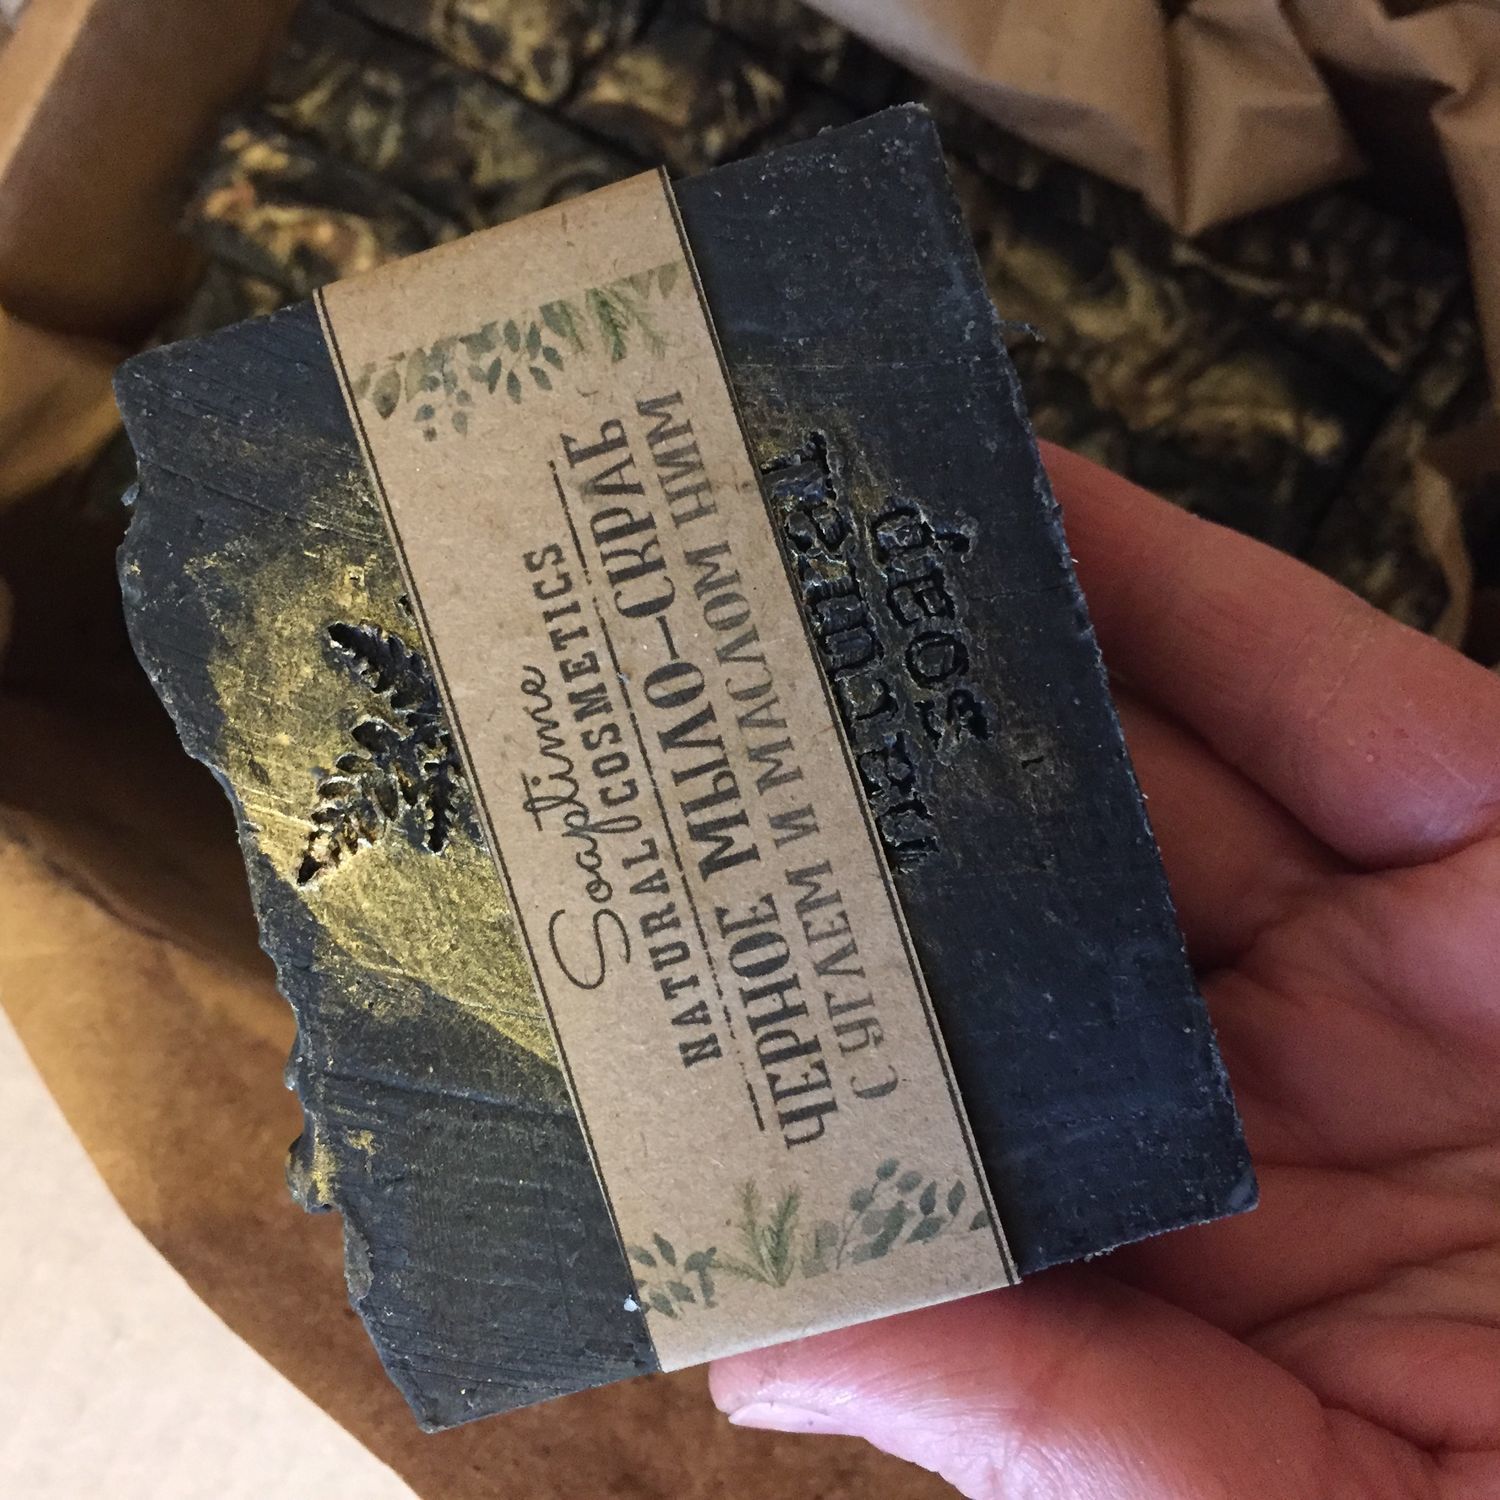 Soaptime
NATURAL COSMETICS
ЧЕРНОЕ МЫЛО-СКРАБ
С УГЛЕМ И МАСЛОМ НИМ
natural
soap